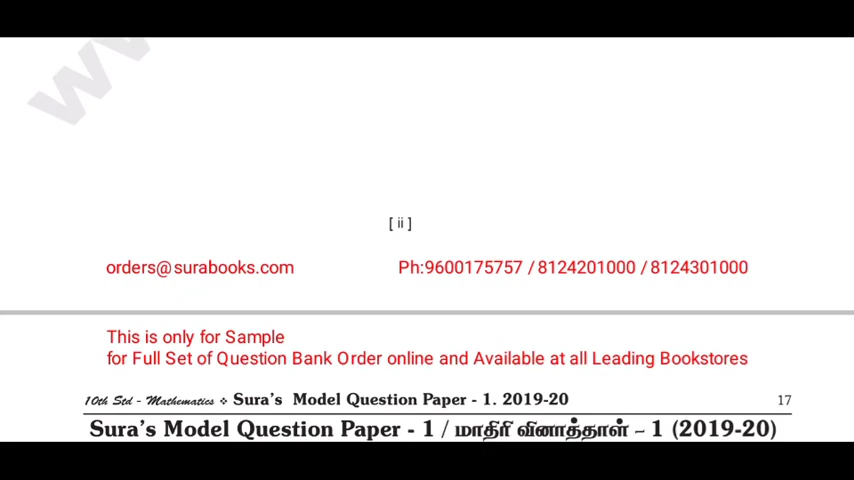 [ ii ]
orders@surabooks.com Ph:9600175757 / 8124201000 / 8124301000
This is only for Sample
for Full Set of Question Bank Order online and Available at all Leading Bookstores
10th Std - Mathematics ❖ Sura's Model Question Paper - 1. 2019-20 17
Sura's Model Question Paper - 1 / மாதிரி வினாத்தாள் – 1 (2019-20)